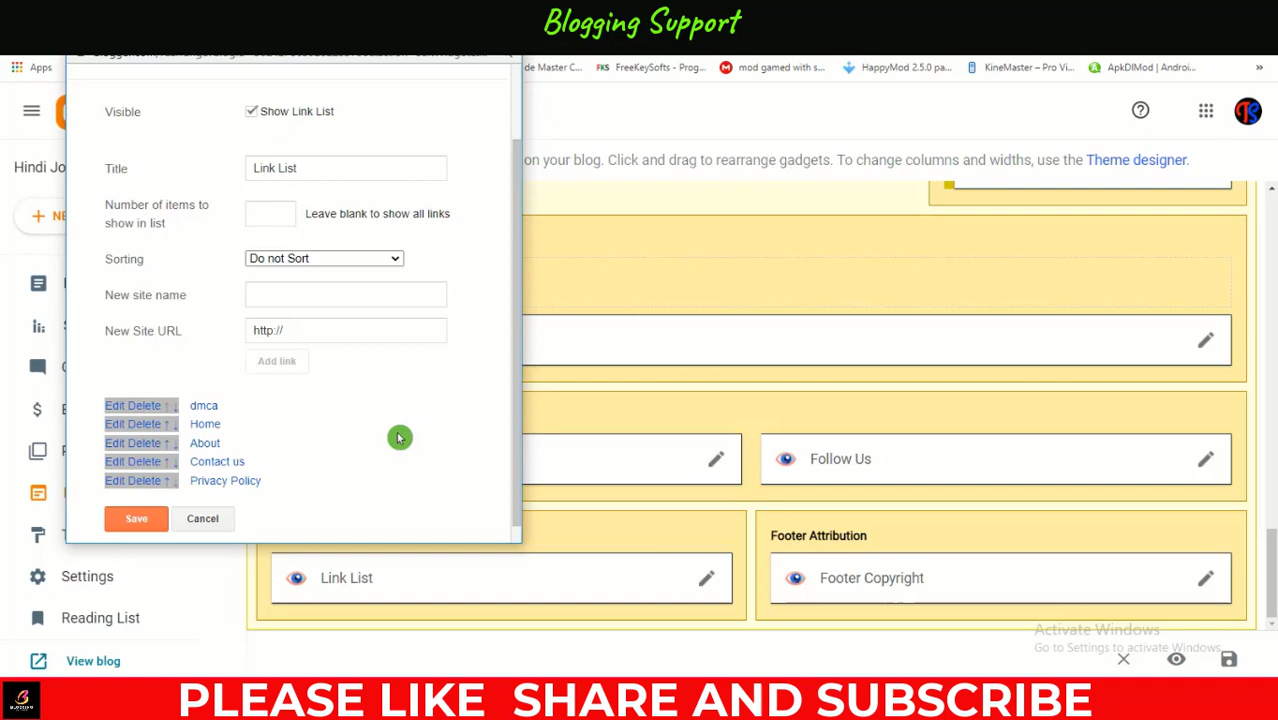 Blogging Support
Apps
de Master C...
FreeKeySofts - Prog...
mod gamed with s...
HappyMod 2.5.0 pa...
KineMaster – Pro Vi...
ApkDlMod | Androi...
»
Hindi Jo
on your blog. Click and drag to rearrange gadgets. To change columns and widths, use the Theme designer.
Visible
Show Link List
Title
Link List
Number of items to
show in list
Leave blank to show all links
Sorting
Do not Sort
New site name
New Site URL
http://
Add link
Edit Delete ↑ ↓ dmca
Edit Delete ↑ ↓ Home
Edit Delete ↑ ↓ About
Edit Delete ↑ ↓ Contact us
Edit Delete ↑ ↓ Privacy Policy
Save
Cancel
Follow Us
Footer Attribution
Link List
Footer Copyright
Settings
Reading List
View blog
Activate Windows
Go to Settings to activate Windows.
PLEASE LIKE SHARE AND SUBSCRIBE